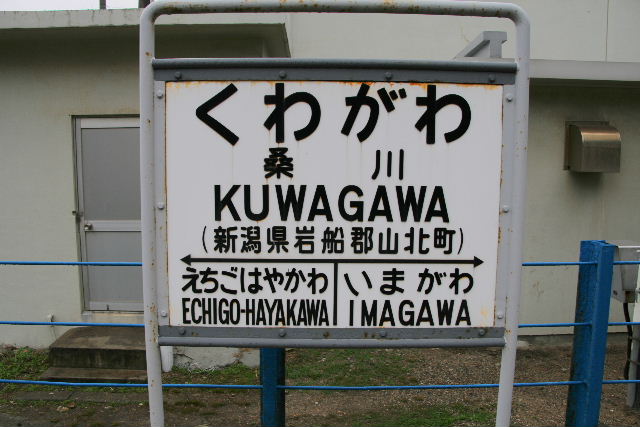 くわがわ
桑川
KUWAGAWA
(新潟県岩船郡山北町)
えちごはやかわ いまがわ
ECHIGO-HAYAKAWA IMAGAWA